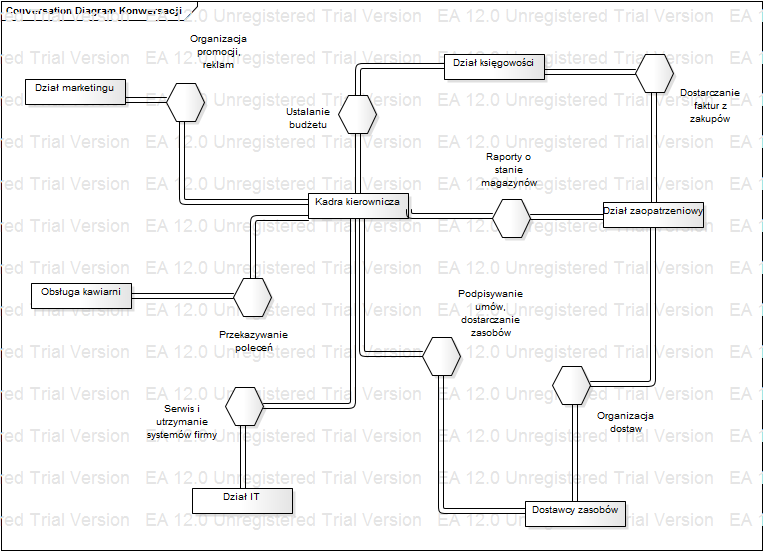 Conversation Diagram Konwersacji
EA 12.0 Unregistered Trial Version
Organizacja
promocji,
reklam
Dział marketingu
Dział księgowości
Dostarczanie
faktur z
zakupów
Ustalanie
budżetu
Raporty o
stanie
magazynów
Kadra kierownicza
Dział zaopatrzeniowy
Obsługa kawiarni
Przekazywanie
poleceń
Podpisywanie
umów,
dostarczanie
zasobów
Serwis i
utrzymanie
systemów firmy
Organizacja
dostaw
Dział IT
Dostawcy zasobów